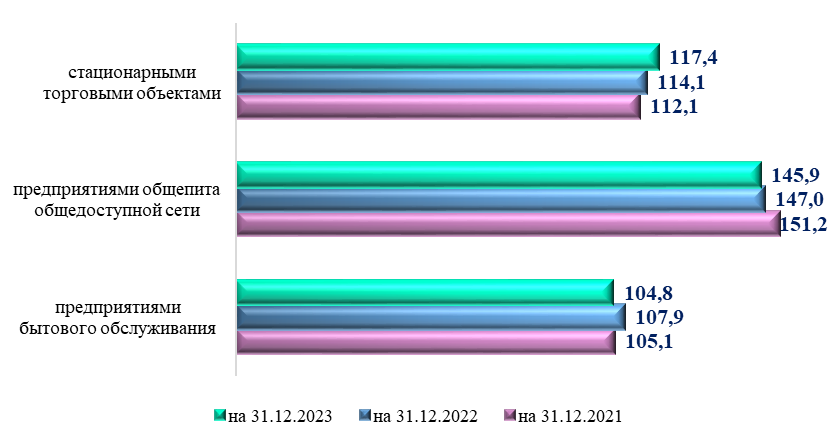 стационарными
торговыми объектами
117,4
114,1
112,1
предприятиями общепита
общедоступной сети
145,9
147,0
151,2
предприятиями
бытового обслуживания
104,8
107,9
105,1
на 31.12.2023 на 31.12.2022 на 31.12.2021